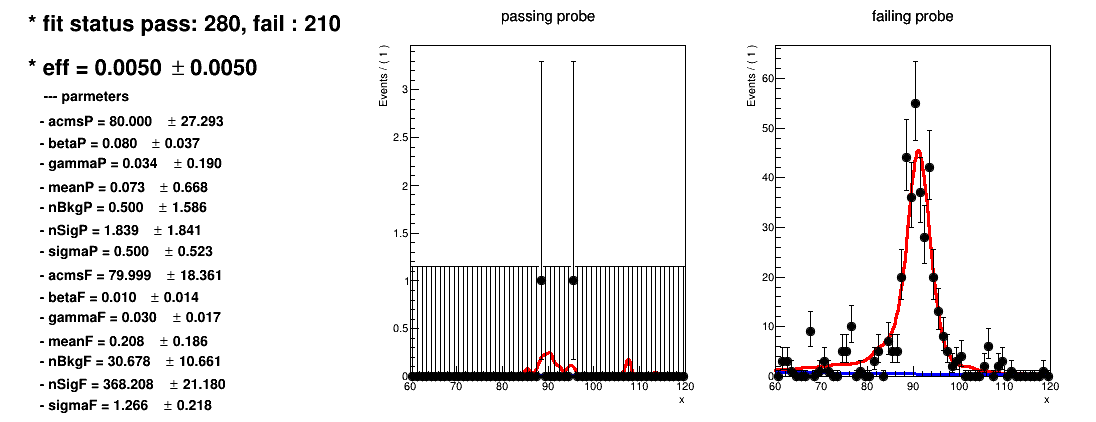 * fit status pass: 280, fail : 210
* eff = 0.0050 ± 0.0050
--- parmeters
- acmsP = 80.000 ± 27.293
- betaP = 0.080 ± 0.037
- gammaP = 0.034 ± 0.190
- meanP = 0.073 ± 0.668
- nBkgP = 0.500 ± 1.586
- nSigP = 1.839 ± 1.841
- sigmaP = 0.500 ± 0.523
- acmsF = 79.999 ± 18.361
- betaF = 0.010 ± 0.014
- gammaF = 0.030 ± 0.017
- meanF = 0.208 ± 0.186
- nBkgF = 30.678 ± 10.661
- nSigF = 368.208 ± 21.180
- sigmaF = 1.266 ± 0.218
passing probe
Events / ( 1 )
3
2.5
2
1.5
1
0.5
0
60 70 80 90 100 110 120
x
failing probe
Events / ( 1 )
60
50
40
30
20
10
0
60 70 80 90 100 110 120
x